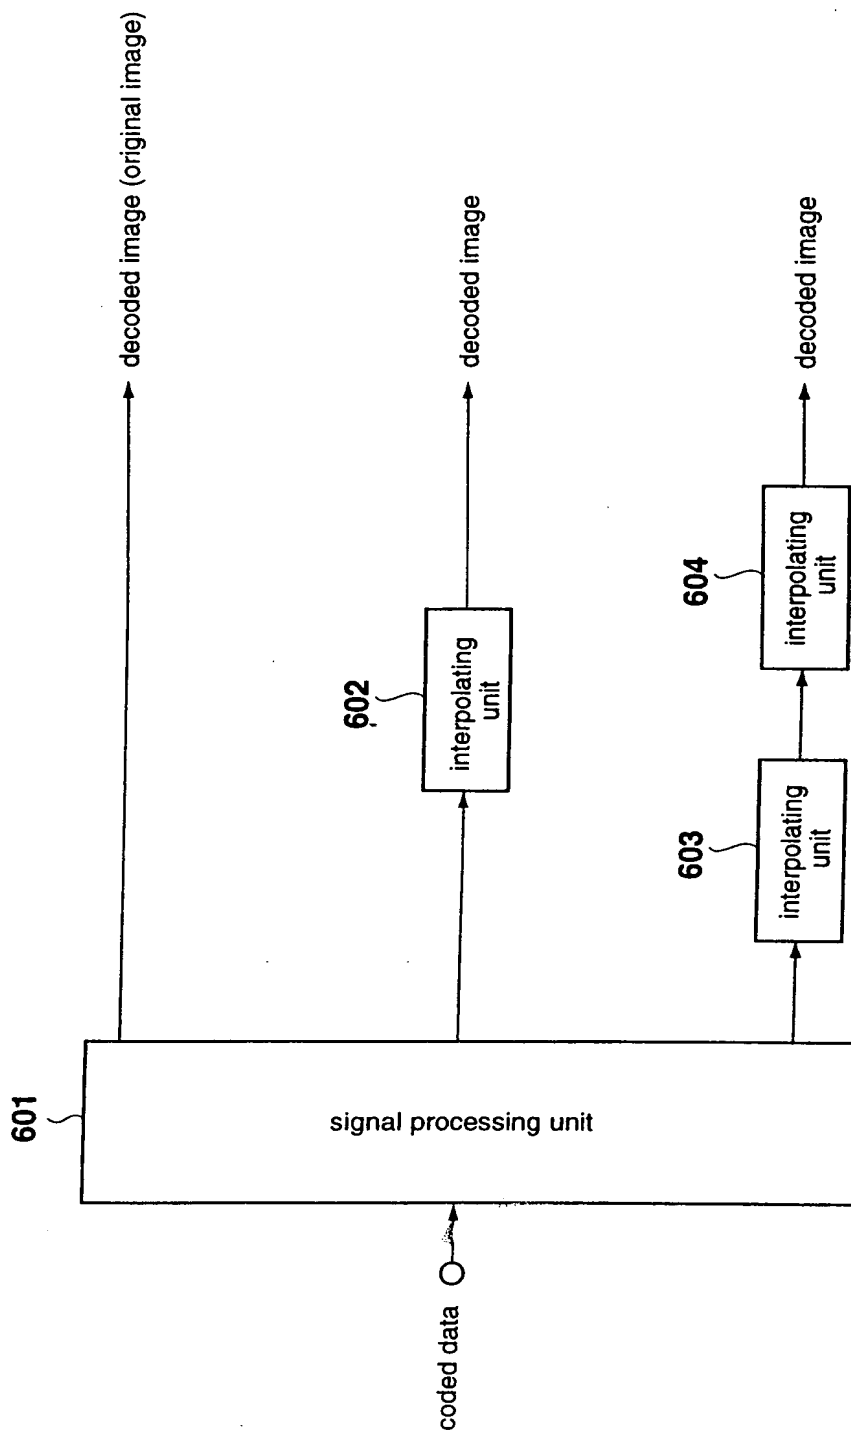 601
signal processing unit
coded data
decoded image (original image)
602
interpolating
unit
decoded image
603
interpolating
unit
604
interpolating
unit
decoded image